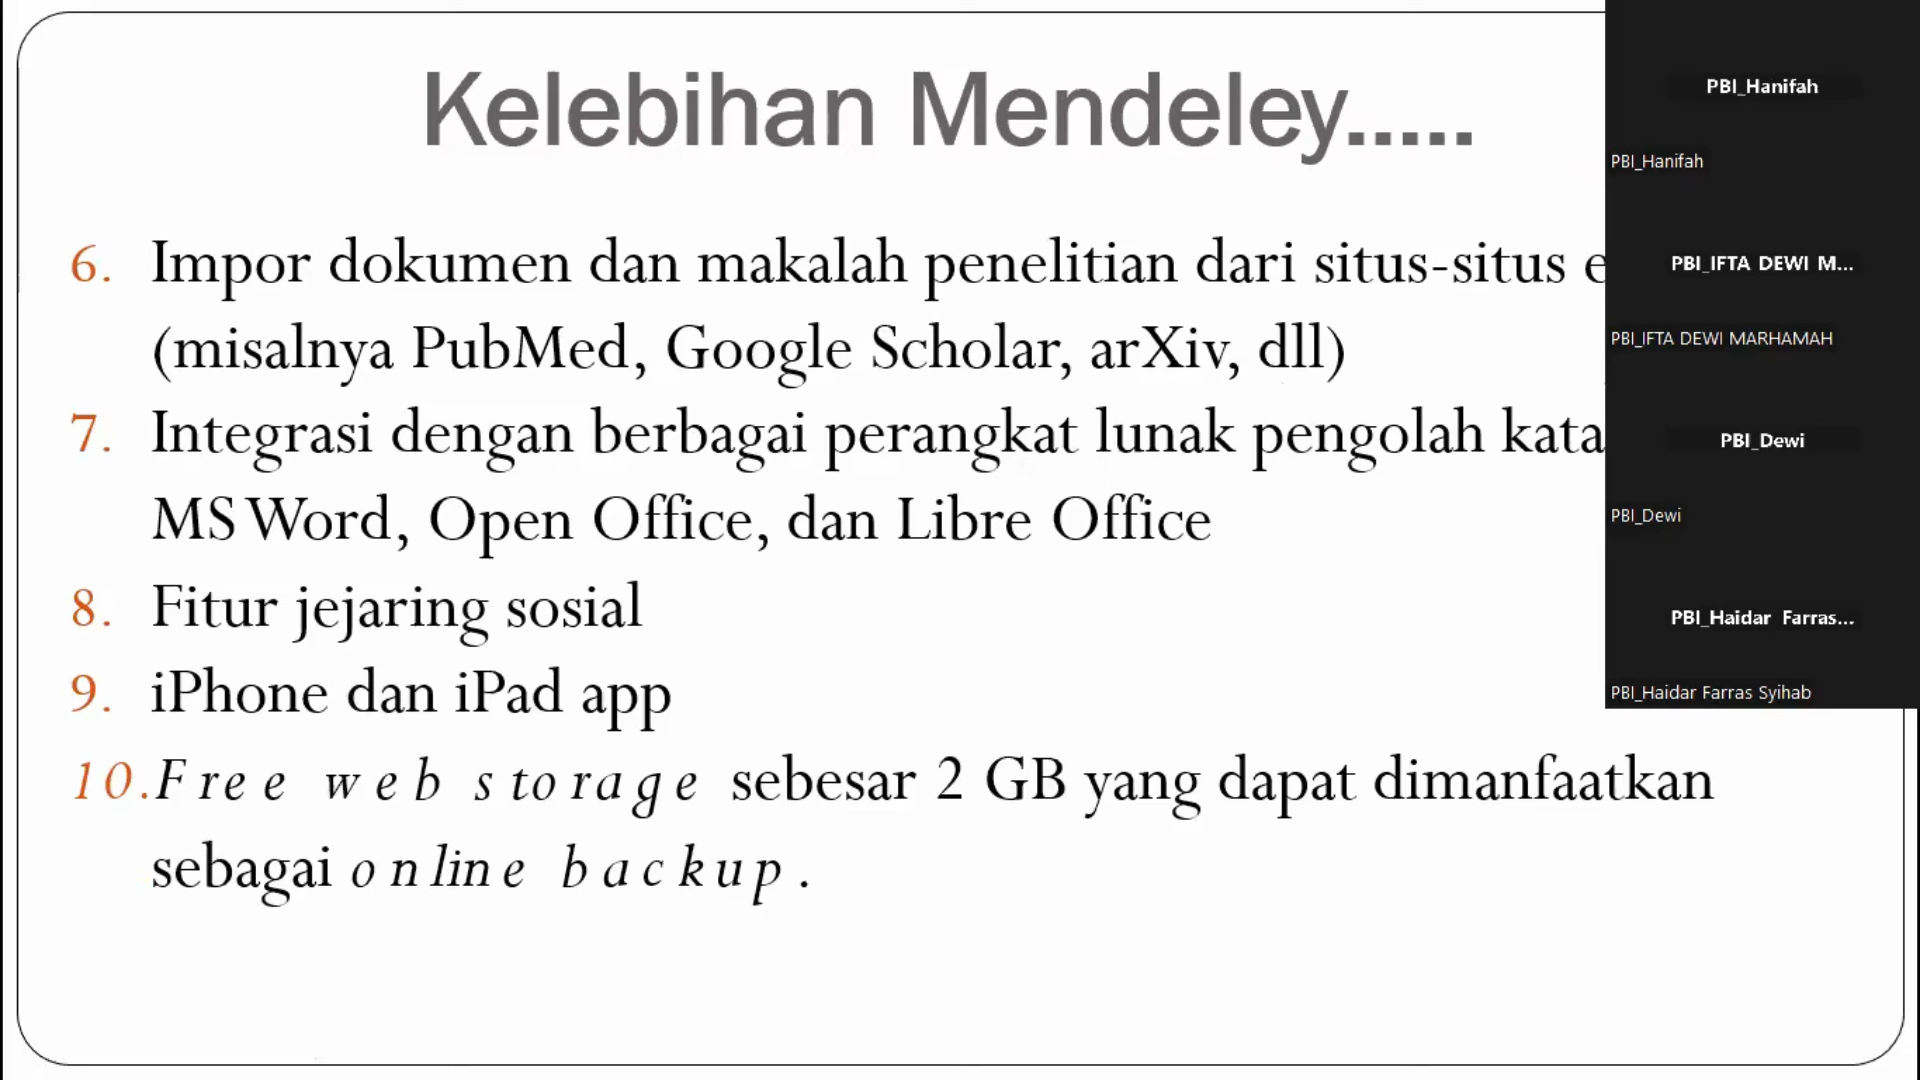 Kelebihan Mendeley.....
6. Impor dokumen dan makalah penelitian dari situs-situs
(misalnya PubMed, Google Scholar, arXiv, dll)
7. Integrasi dengan berbagai perangkat lunak pengolah kata
MS Word, Open Office, dan Libre Office
8. Fitur jejaring sosial
9. iPhone dan iPad app
10. Free web storage sebesar 2 GB yang dapat dimanfaatkan
sebagai online backup.
PBI_Hanifah
PBI_Hanifah
PBI_IFTA DEWI M...
PBI_IFTA DEWI MARHAMAH
PBI_Dewi
PBI_Dewi
PBI_Haidar Farras...
PBI_Haidar Farras Syihab